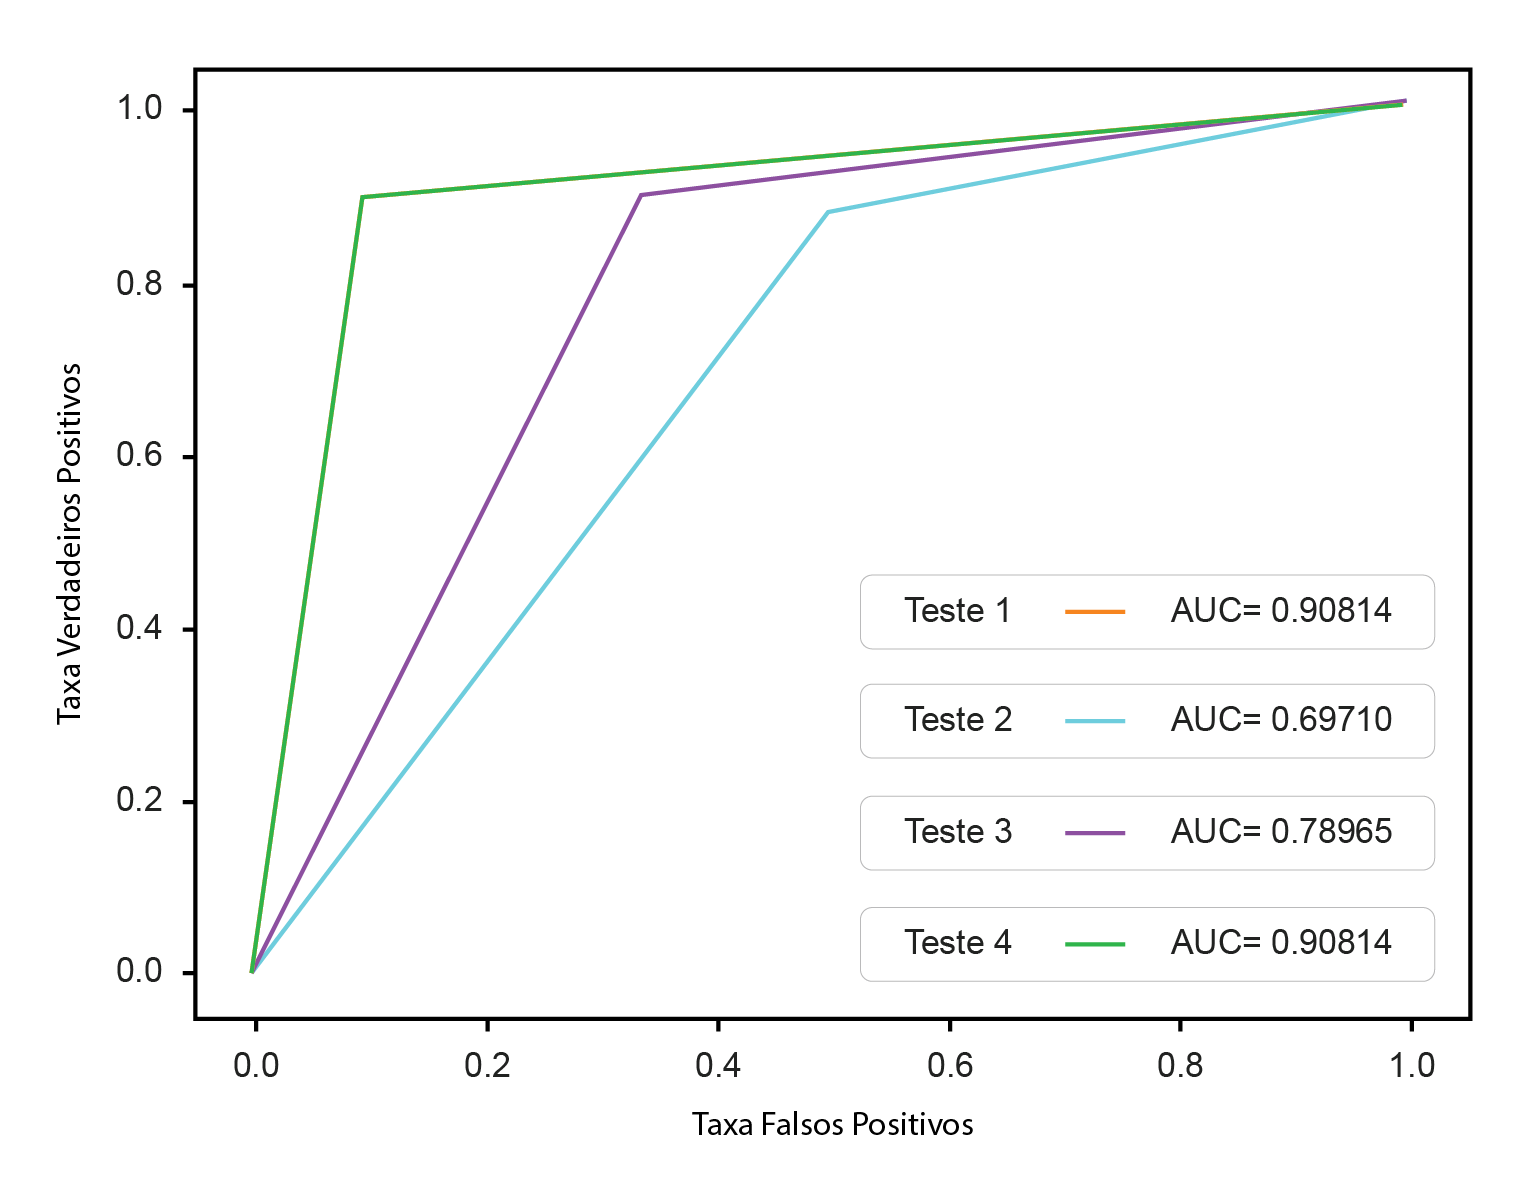 1.0
0.8
0.6
0.4
0.2
0.0
Taxa Verdadeiros Positivos
Teste 1 AUC= 0.90814
Teste 2 AUC= 0.69710
Teste 3 AUC= 0.78965
Teste 4 AUC= 0.90814
0.0 0.2 0.4 0.6 0.8 1.0
Taxa Falsos Positivos